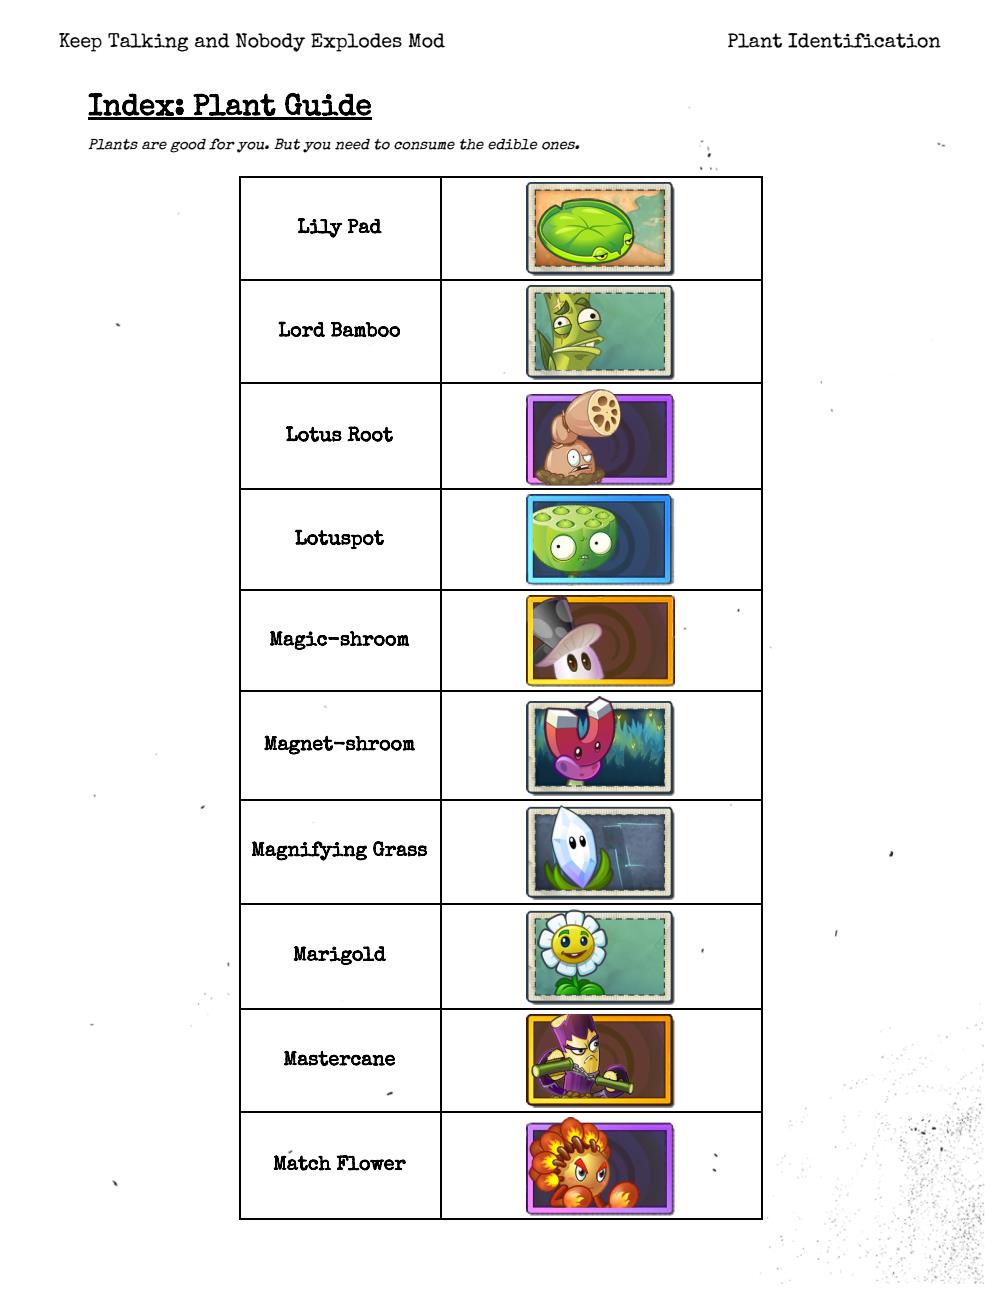 Keep Talking and Nobody Explodes Mod
Plant Identification
Index: Plant Guide
Plants are good for you. But you need to consume the edible ones.
Lily Pad
Lord Bamboo
Lotus Root
Lotuspot
Magic-shroom
Magnet-shroom
Magnifying Grass
Marigold
Mastercane
Match Flower